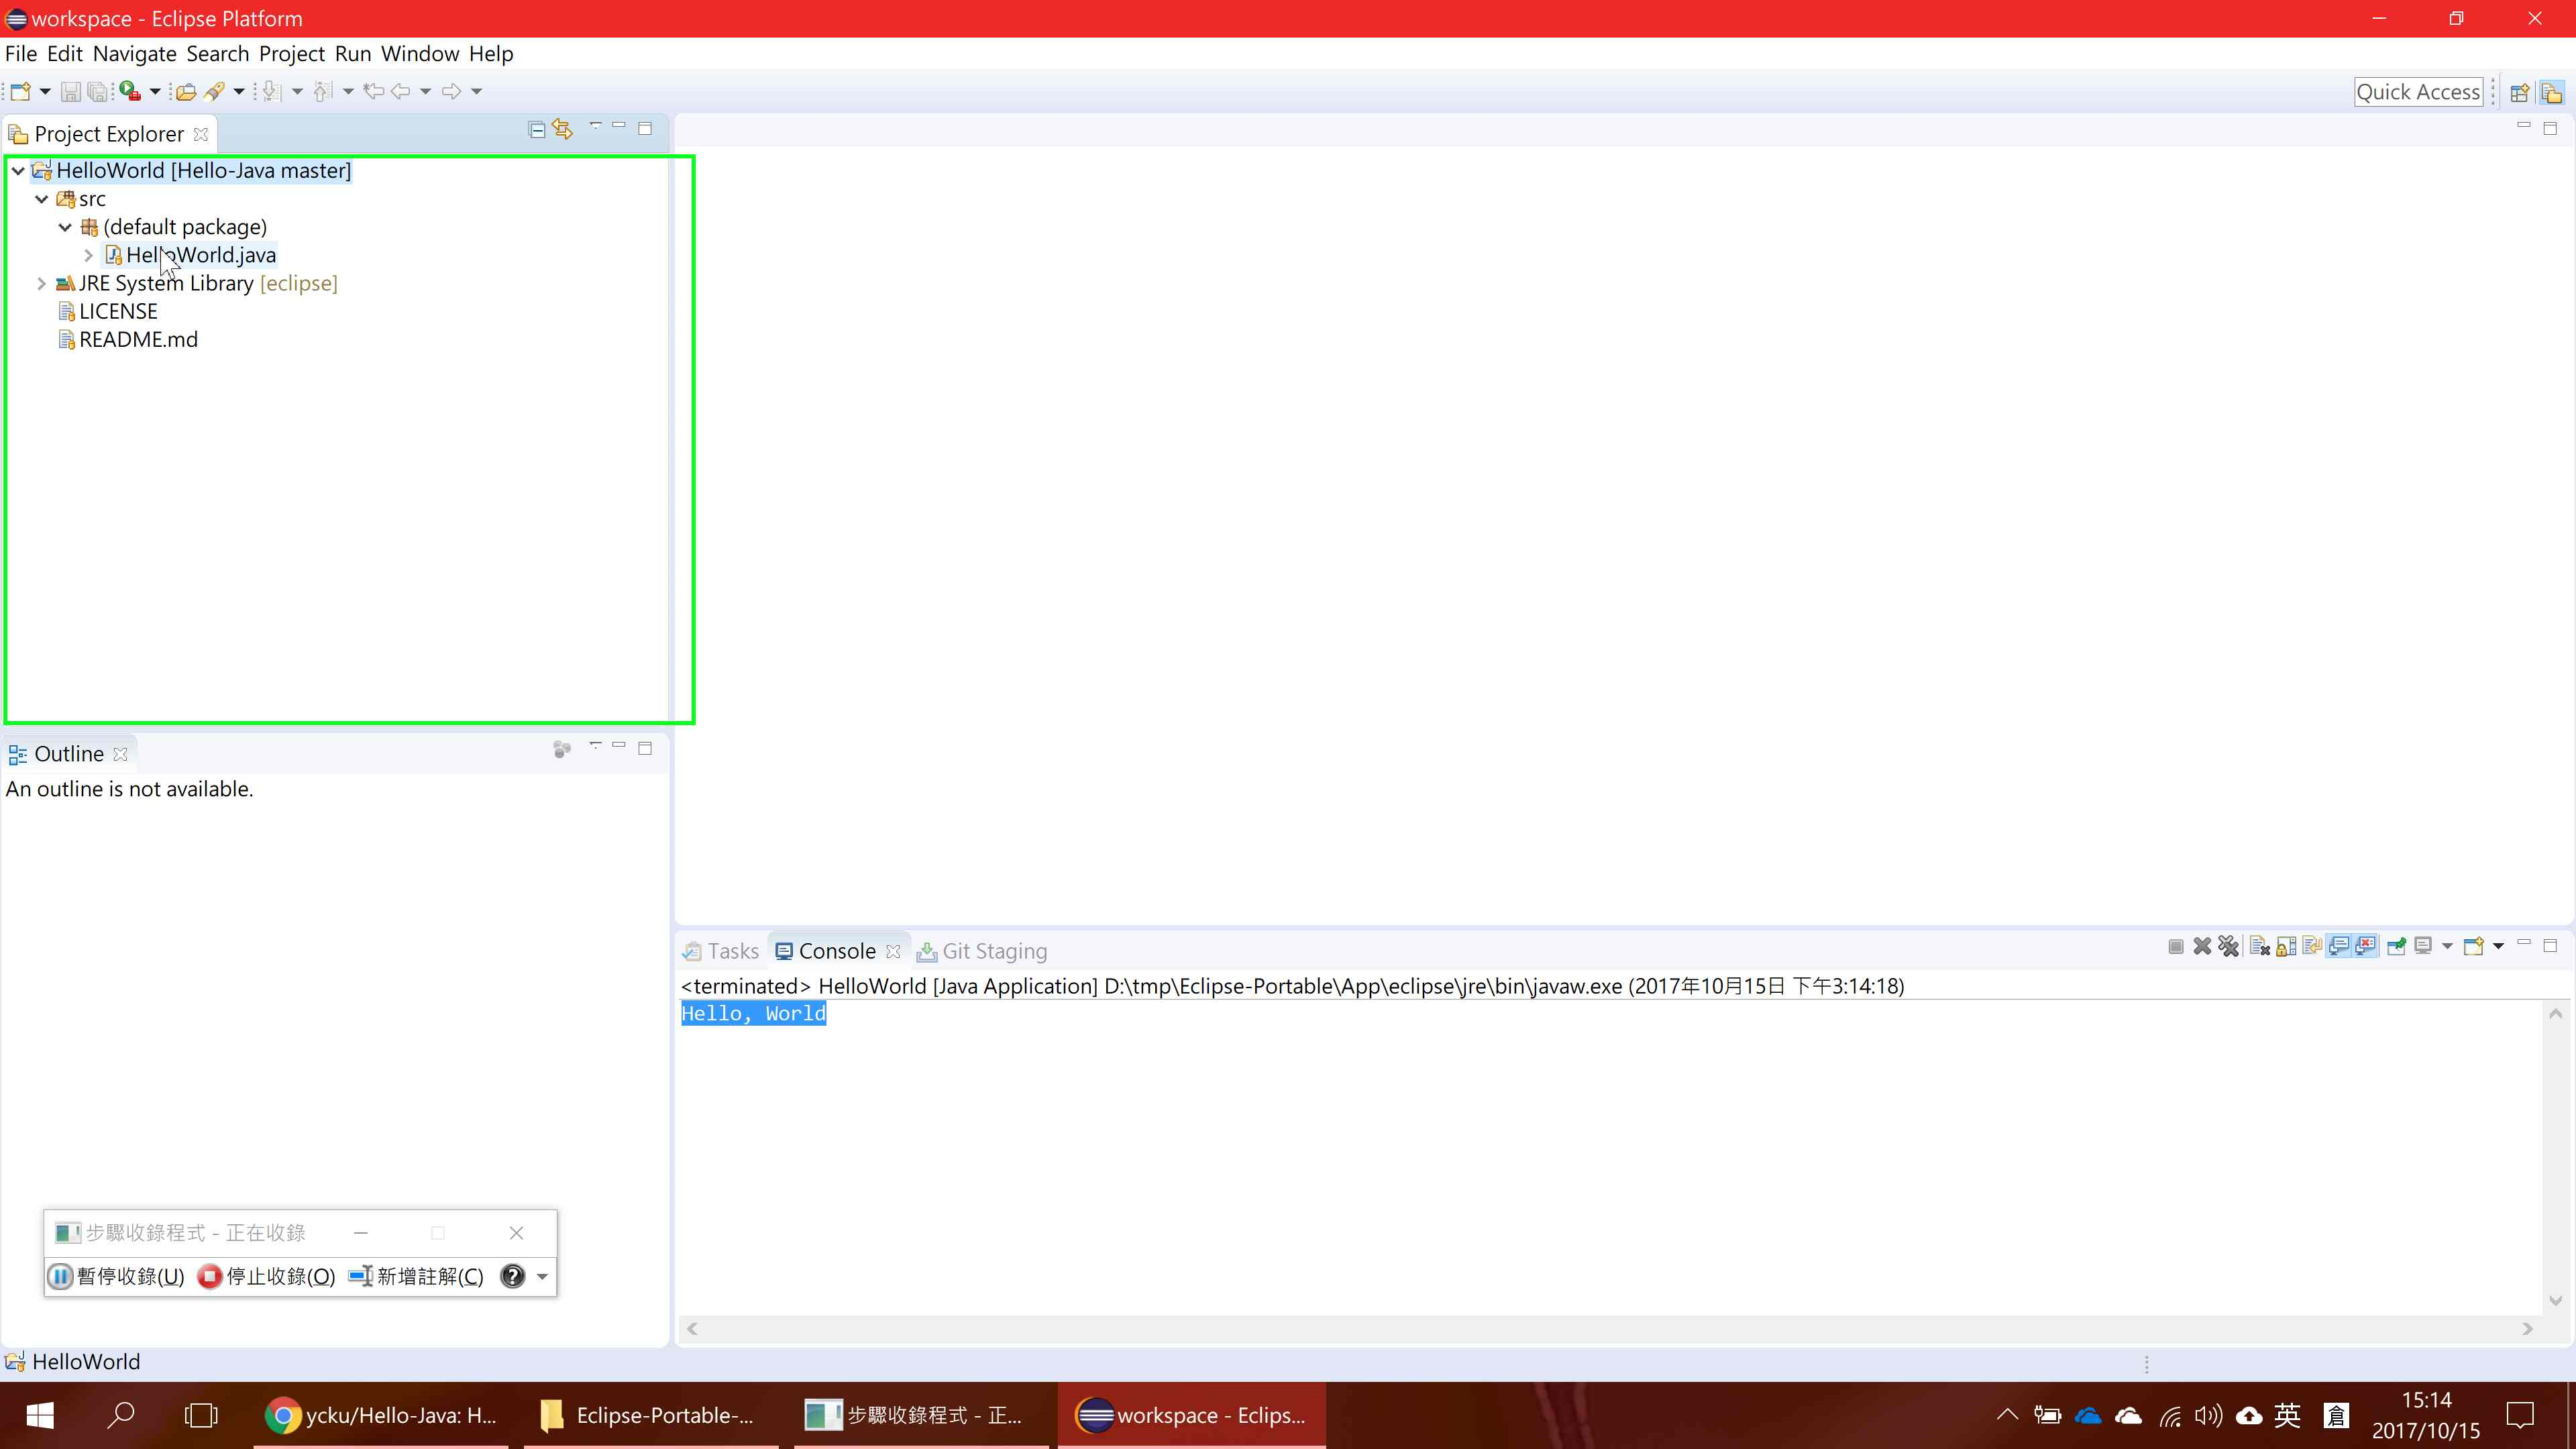 workspace - Eclipse Platform
File Edit Navigate Search Project Run Window Help
Quick Access
Project Explorer
HelloWorld [Hello-Java master]
src
(default package)
HelloWorld.java
JRE System Library [eclipse]
LICENSE
README.md
Outline
An outline is not available.
Tasks Console Git Staging
<terminated> HelloWorld [Java Application] D:\tmp\Eclipse-Portable\App\eclipse\jre\bin\javaw.exe (2017年10月15日 下午3:14:18)
Hello, World
步驟收錄程式 - 正在收錄
暫停收錄(U) 停止收錄(O) 新增註解(C)
HelloWorld
ycku/Hello-Java: H... Eclipse-Portable-... 步驟收錄程式 - 正... workspace - Eclips... 英 倉 15:14
2017/10/15